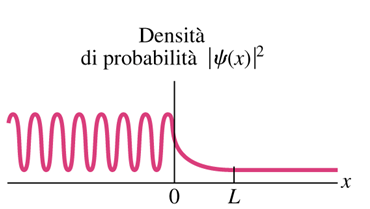 Densità
di probabilità |ψ(x)|²
x
0 L